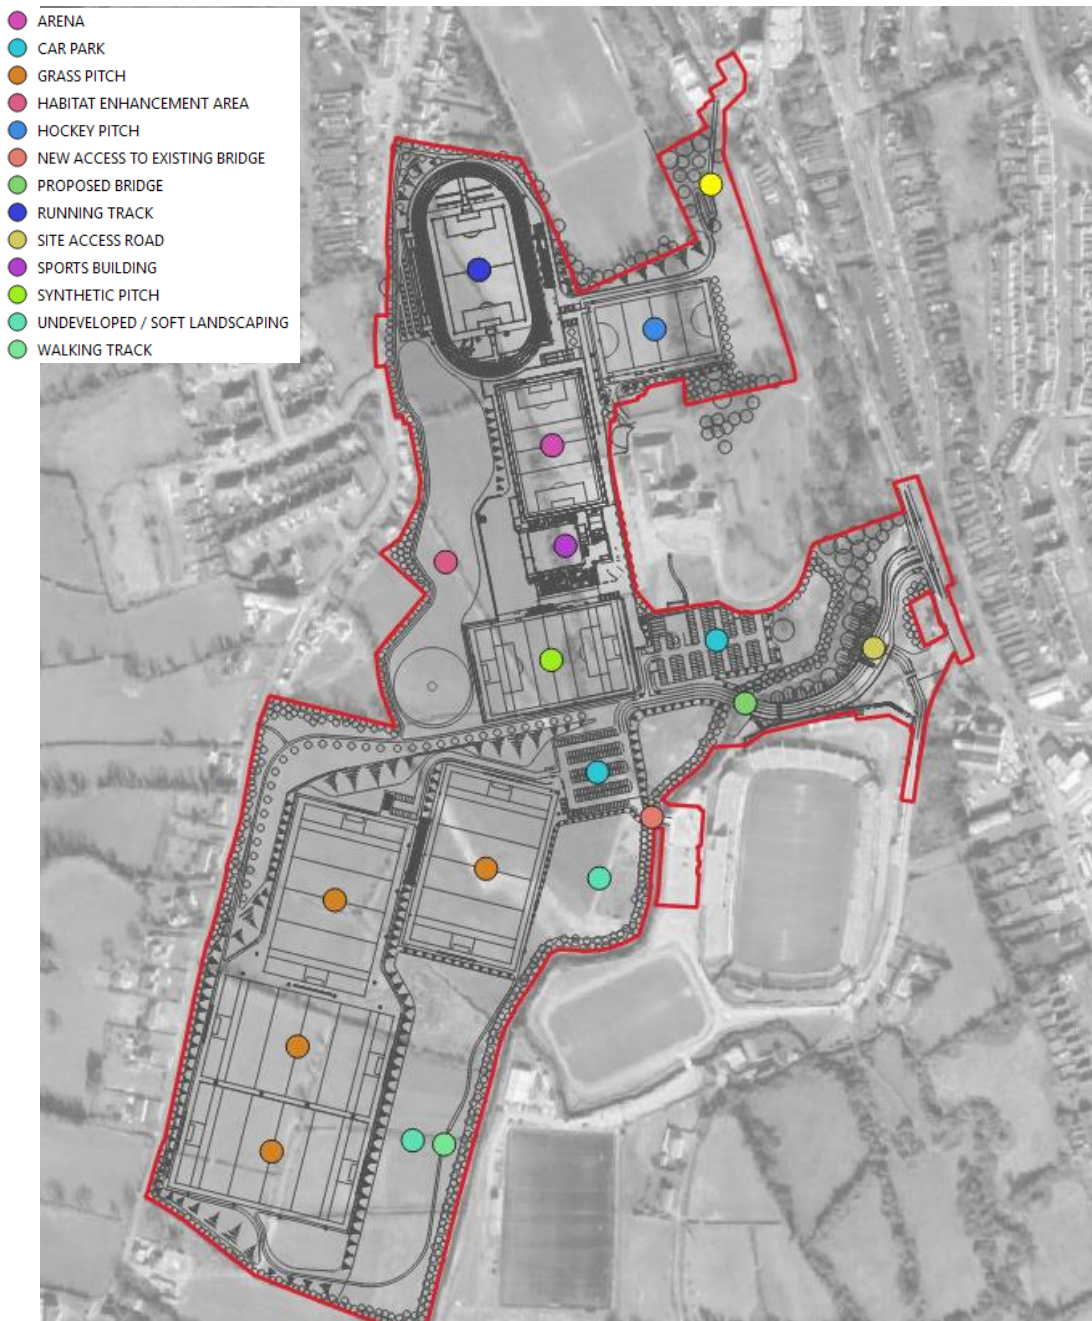 ARENA
CAR PARK
GRASS PITCH
HABITAT ENHANCEMENT AREA
HOCKEY PITCH
NEW ACCESS TO EXISTING BRIDGE
PROPOSED BRIDGE
RUNNING TRACK
SITE ACCESS ROAD
SPORTS BUILDING
SYNTHETIC PITCH
UNDEVELOPED / SOFT LANDSCAPING
WALKING TRACK